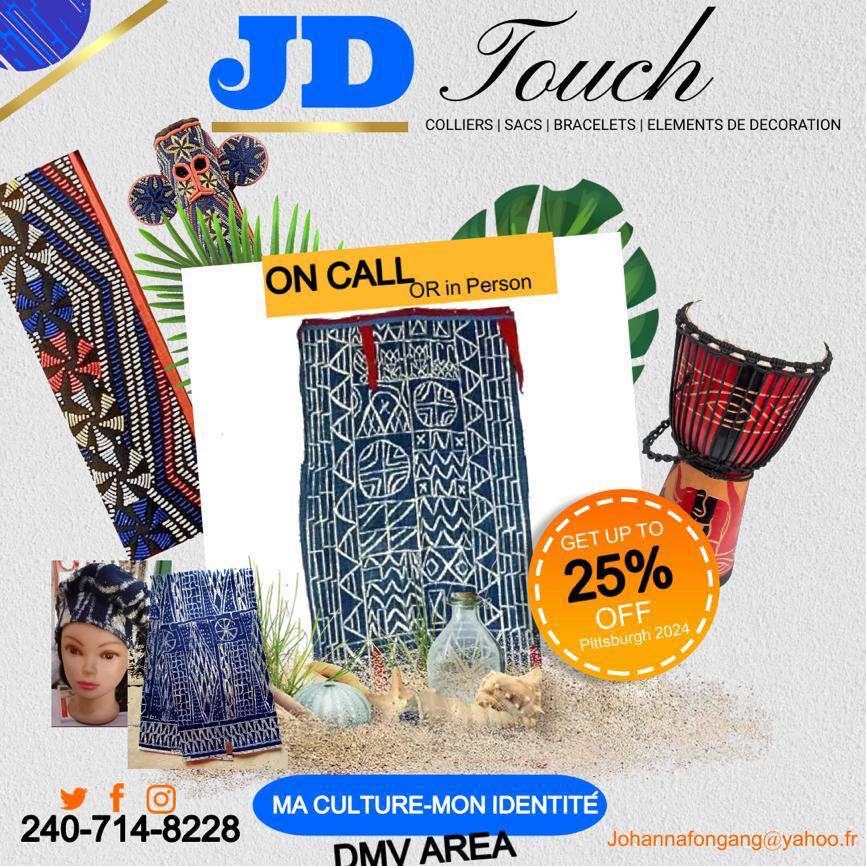 JD Touch
COLLIERS | SACS | BRACELETS | ELEMENTS DE DECORATION
ON CALL OR in Person
GET UP TO
25%
OFF
Pittsburgh 2024
MA CULTURE-MON IDENTITÉ
240-714-8228
DMV AREA
Johannafongang@yahoo.fr